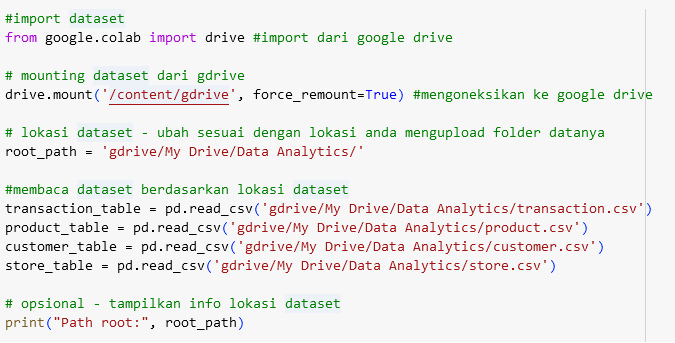 #import dataset
from google.colab import drive #import dari google drive
# mounting dataset dari gdrive
drive.mount('/content/gdrive', force_remount=True) #mengoneksikan ke google drive
# lokasi dataset - ubah sesuai dengan lokasi anda mengupload folder datanya
root_path = 'gdrive/My Drive/Data Analytics/'
#membaca dataset berdasarkan lokasi dataset
transaction_table = pd.read_csv('gdrive/My Drive/Data Analytics/transaction.csv')
product_table = pd.read_csv('gdrive/My Drive/Data Analytics/product.csv')
customer_table = pd.read_csv('gdrive/My Drive/Data Analytics/customer.csv')
store_table = pd.read_csv('gdrive/My Drive/Data Analytics/store.csv')
# opsional - tampilkan info lokasi dataset
print("Path root:", root_path)